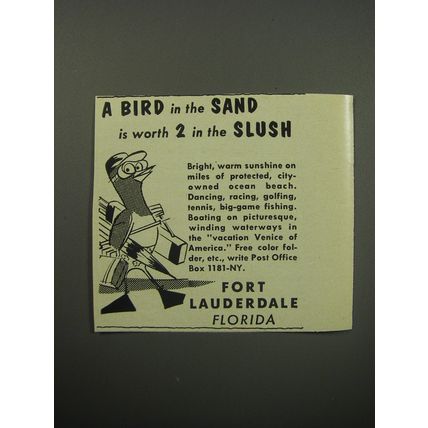 A BIRD in the SAND
is worth 2 in the SLUSH
Bright, warm sunshine on
miles of protected, city-
owned ocean beach.
Dancing, racing, golfing,
tennis, big-game fishing.
Boating on picturesque,
winding waterways in
the "vacation Venice of
America." Free color fol-
der, etc., write Post Office
Box 1181-NY.
FORT
LAUDERDALE
FLORIDA